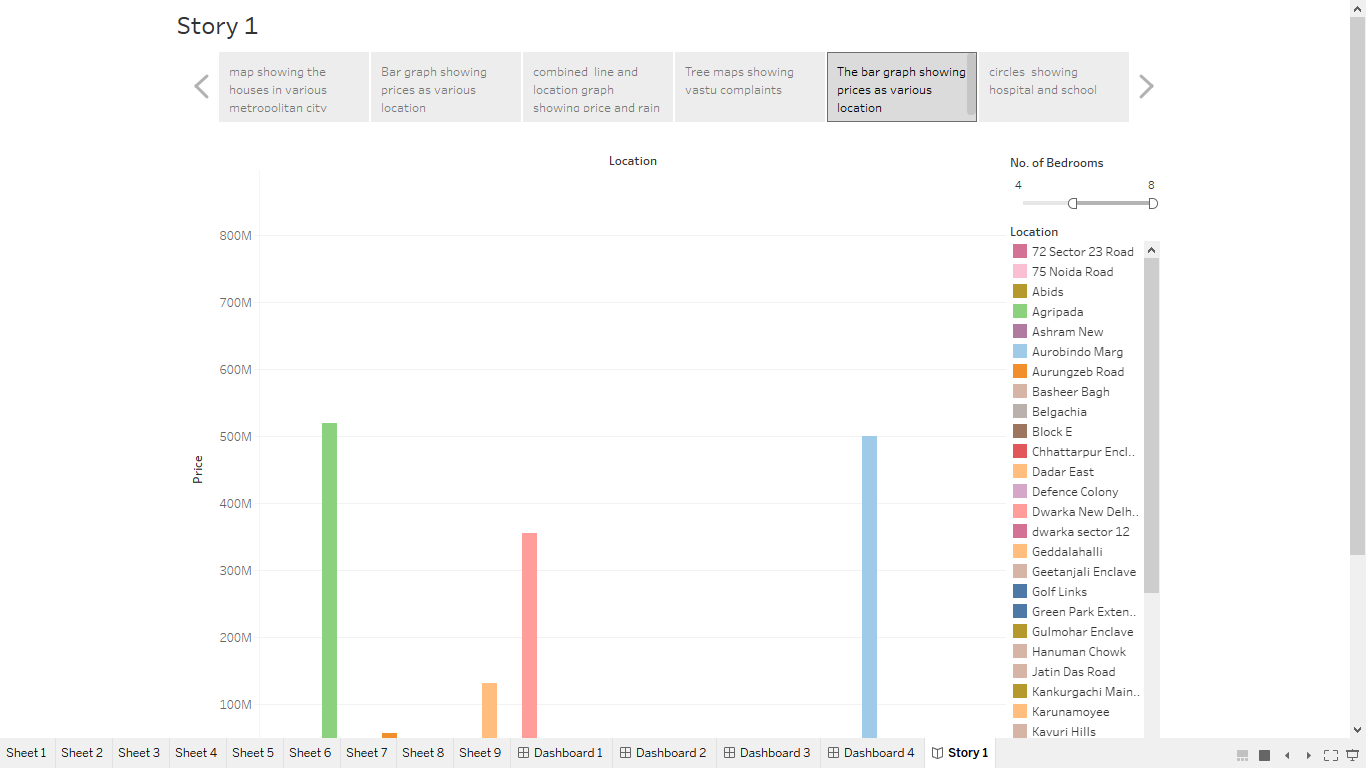 Story 1
map showing the
houses in various
metropolitan city
Bar graph showing
prices as various
location
combined line and
location graph
showing price and rain
Tree maps showing
vastu complaints
The bar graph showing
prices as various
location
circles showing
hospital and school
Location
800M
700M
600M
500M
400M
300M
200M
100M
Price
No. of Bedrooms
4 8
Location
72 Sector 23 Road
75 Noida Road
Abids
Agripada
Ashram New
Aurobindo Marg
Aurungzeb Road
Basheer Bagh
Belgachia
Block E
Chhattarpur Encl..
Dadar East
Defence Colony
Dwarka New Delh..
dwarka sector 12
Geddalahalli
Geetanjali Enclave
Golf Links
Green Park Exten..
Gulmohar Enclave
Hanuman Chowk
Jatin Das Road
Kankurgachi Main..
Karunamoyee
Kavuri Hills
Sheet 1 Sheet 2 Sheet 3 Sheet 4 Sheet 5 Sheet 6 Sheet 7 Sheet 8 Sheet 9 Dashboard 1 Dashboard 2 Dashboard 3 Dashboard 4 Story 1